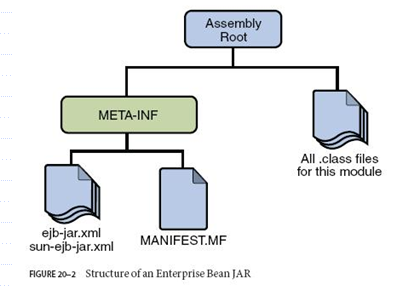 Assembly
Root
META-INF
All .class files
for this module
ejb-jar.xml
sun-ejb-jar.xml
MANIFEST.MF
FIGURE 20–2 Structure of an Enterprise Bean JAR